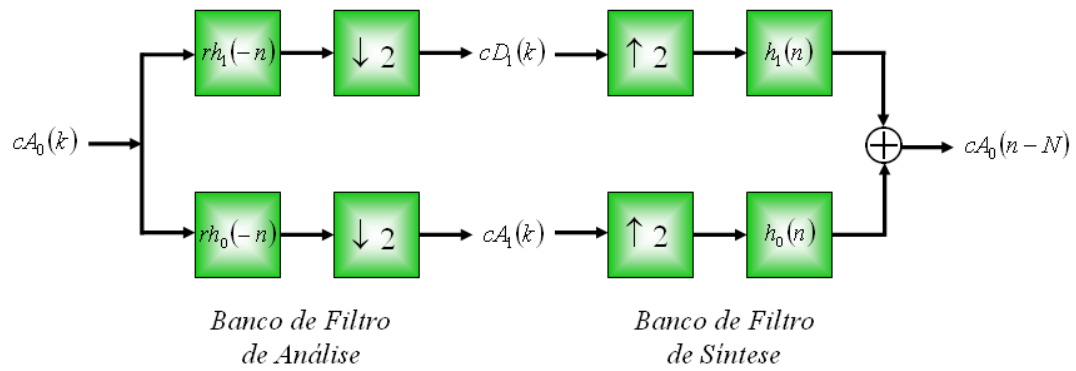 rh₁(−n) ↓ 2 cD₁(k) ↑ 2 h₁(n)
cA₀(k) cA₀(n−N)
rh₀(−n) ↓ 2 cA₁(k) ↑ 2 h₀(n)
Banco de Filtro
de Análise
Banco de Filtro
de Síntese